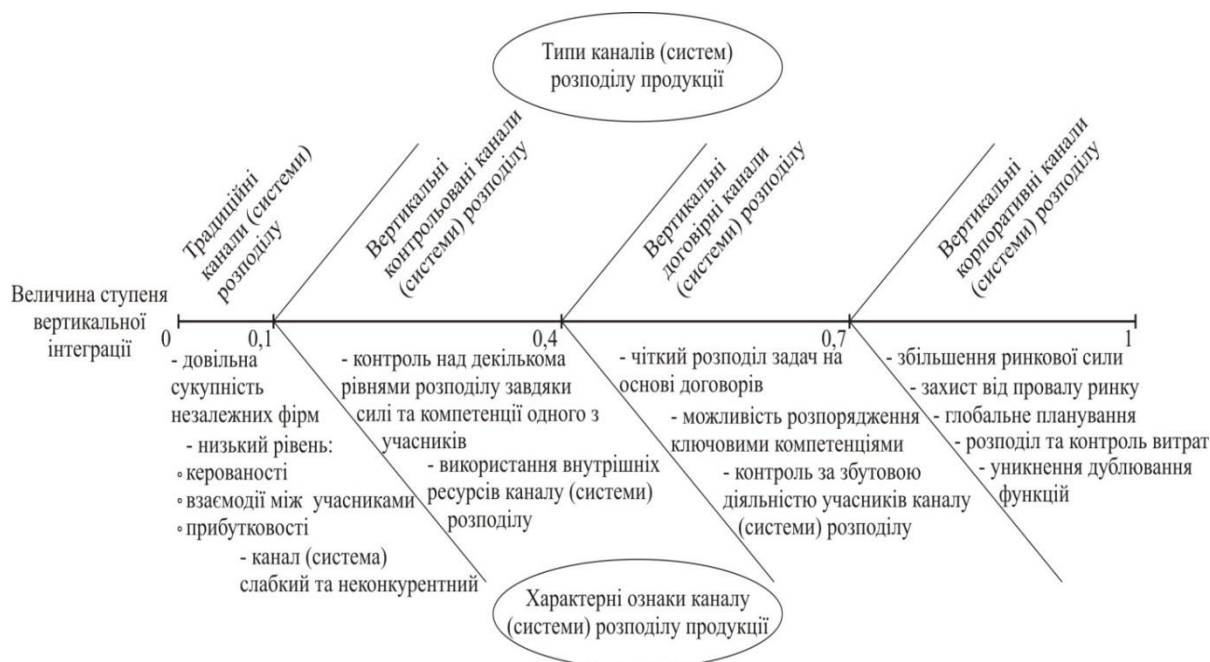 Типи каналів (систем)
розподілу продукції
Традиційні
канали (системи)
розподілу
Вертикальні
контрольовані канали
(системи) розподілу
Вертикальні
договірні канали
(системи) розподілу
Вертикальні
корпоративні канали
(системи) розподілу
Величина ступеня
вертикальної
інтеграції
0
0,1
0,4
0,7
1
- довільна
сукупність
незалежних фірм
- низький рівень:
∘ керованості
∘ взаємодії між учасниками
∘ прибутковості
- канал (система)
слабкий та неконкурентний
- контроль над декількома
рівнями розподілу завдяки
силі та компетенції одного з
учасників
- використання внутрішніх
ресурсів каналу (системи)
розподілу
- чіткий розподіл задач на
основі договорів
- можливість розпорядження
ключовими компетенціями
- контроль за збутовою
діяльністю учасників каналу
(системи) розподілу
- збільшення ринкової сили
- захист від провалу ринку
- глобальне планування
- розподіл та контроль витрат
- уникнення дублювання
функцій
Характерні ознаки каналу
(системи) розподілу продукції